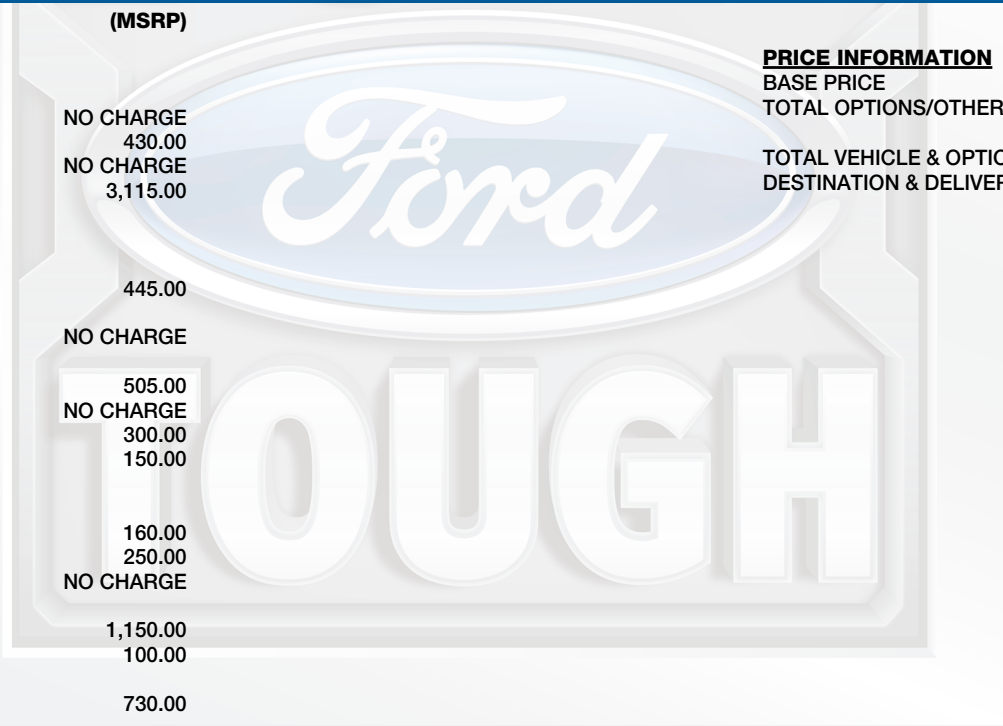 (MSRP)
NO CHARGE
430.00
NO CHARGE
3,115.00
445.00
NO CHARGE
505.00
NO CHARGE
300.00
150.00
160.00
250.00
NO CHARGE
1,150.00
100.00
730.00
PRICE INFORMATION
BASE PRICE
TOTAL OPTIONS/OTHER
TOTAL VEHICLE & OPTIO
DESTINATION & DELIVER
Ford
TOUGH